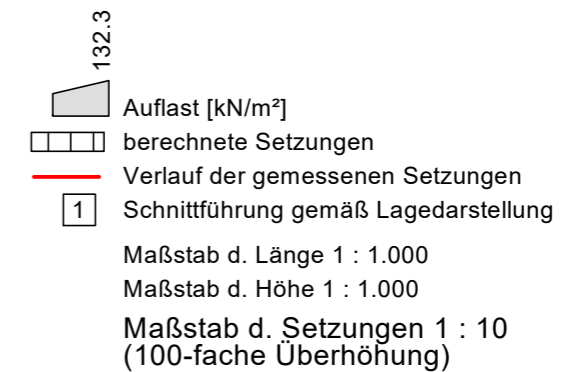 132.3
Auflast [kN/m²]
berechnete Setzungen
Verlauf der gemessenen Setzungen
1 Schnittführung gemäß Lagedarstellung
Maßstab d. Länge 1 : 1.000
Maßstab d. Höhe 1 : 1.000
Maßstab d. Setzungen 1 : 10
(100-fache Überhöhung)